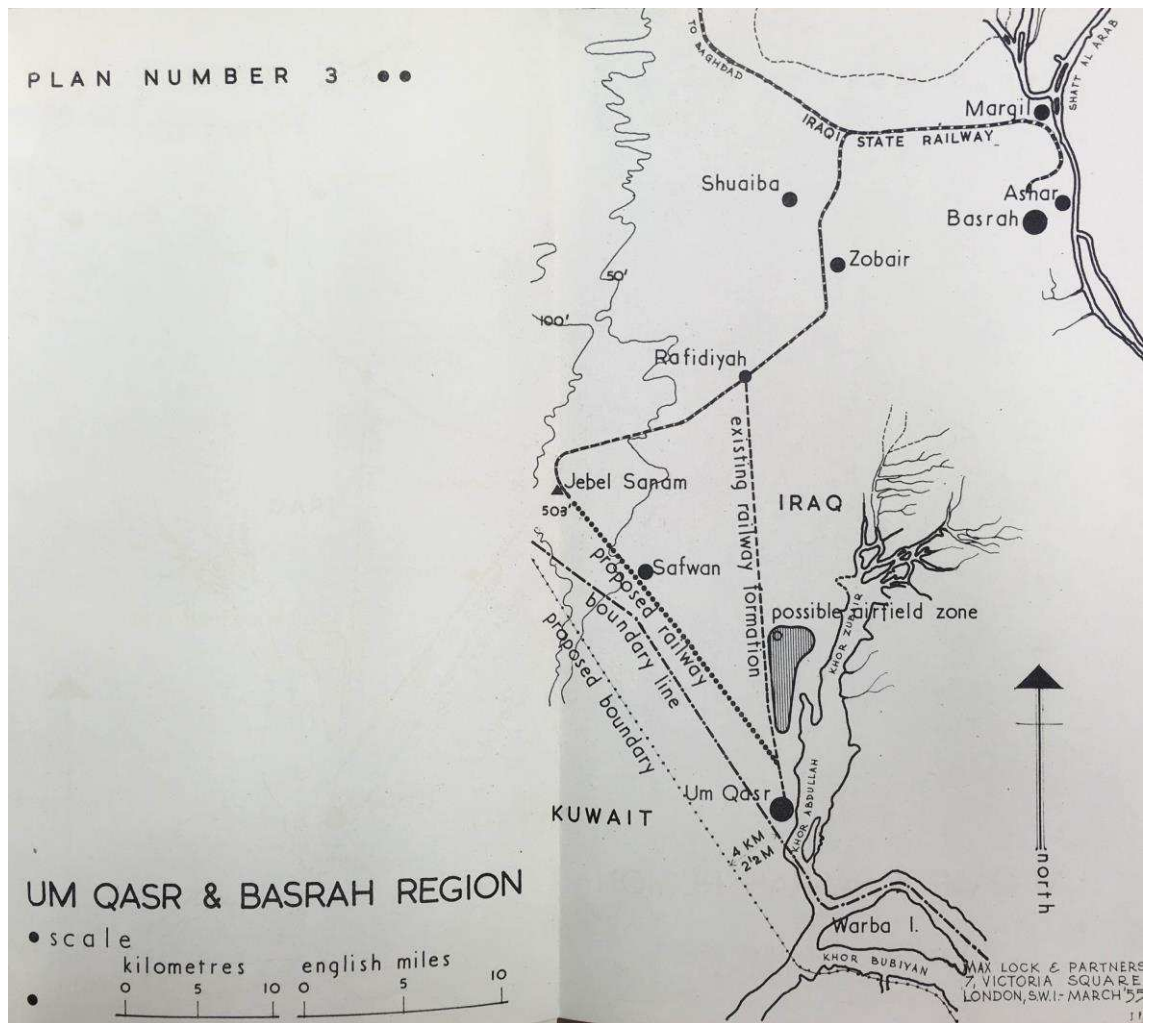 PLAN NUMBER 3
TO BAGHDAD
SHATT AL ARAB
Margil
IRAQI STATE RAILWAY
Shuaiba
Ashar
Basrah
Zobair
50'
100'
Rafidiyah
existing railway formation
Jebel Sanam
503'
IRAQ
Safwan
proposed railway
boundary line
proposed boundary
possible airfield zone
KHOR ZUBAIR
Um Qasr
KHOR ABDULLAH
KUWAIT
4 KM
2½ M
north
UM QASR & BASRAH REGION
scale
Warba I.
KHOR BUBIYAN
kilometres english miles
0 5 10 0 5 10
MAX LOCK & PARTNERS
7, VICTORIA SQUARE
LONDON, S.W.1.- MARCH '55